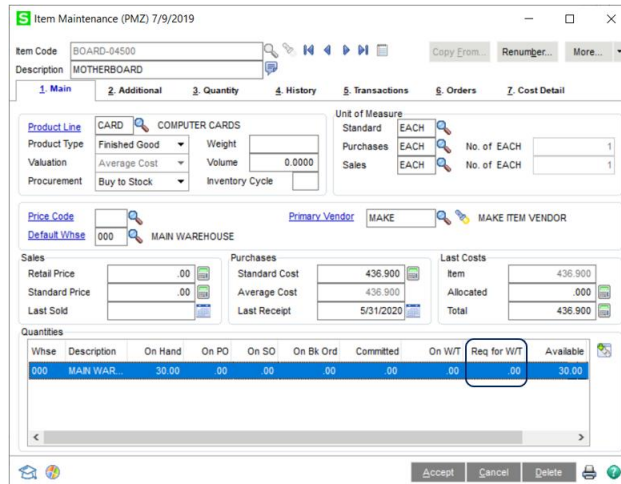 S Item Maintenance (PMZ) 7/9/2019
Item Code BOARD-04500 Copy From... Renumber... More...
Description MOTHERBOARD
1. Main 2. Additional 3. Quantity 4. History 5. Transactions 6. Orders 7. Cost Detail
Product Line CARD COMPUTER CARDS
Product Type Finished Good Weight
Valuation Average Cost Volume 0.0000
Procurement Buy to Stock Inventory Cycle
Unit of Measure
Standard EACH
Purchases EACH No. of EACH 1
Sales EACH No. of EACH 1
Price Code Primary Vendor MAKE MAKE ITEM VENDOR
Default Whse 000 MAIN WAREHOUSE
Sales
Retail Price .00
Standard Price .00
Last Sold
Purchases
Standard Cost 436.900
Average Cost 436.900
Last Receipt 5/31/2020
Last Costs
Item 436.900
Allocated .000
Total 436.900
Quantities
Whse Description On Hand On PO On SO On Bk Ord Committed On W/T Req for W/T Available
000 MAIN WAR... 30.00 .00 .00 .00 .00 .00 .00 30.00
Accept Cancel Delete